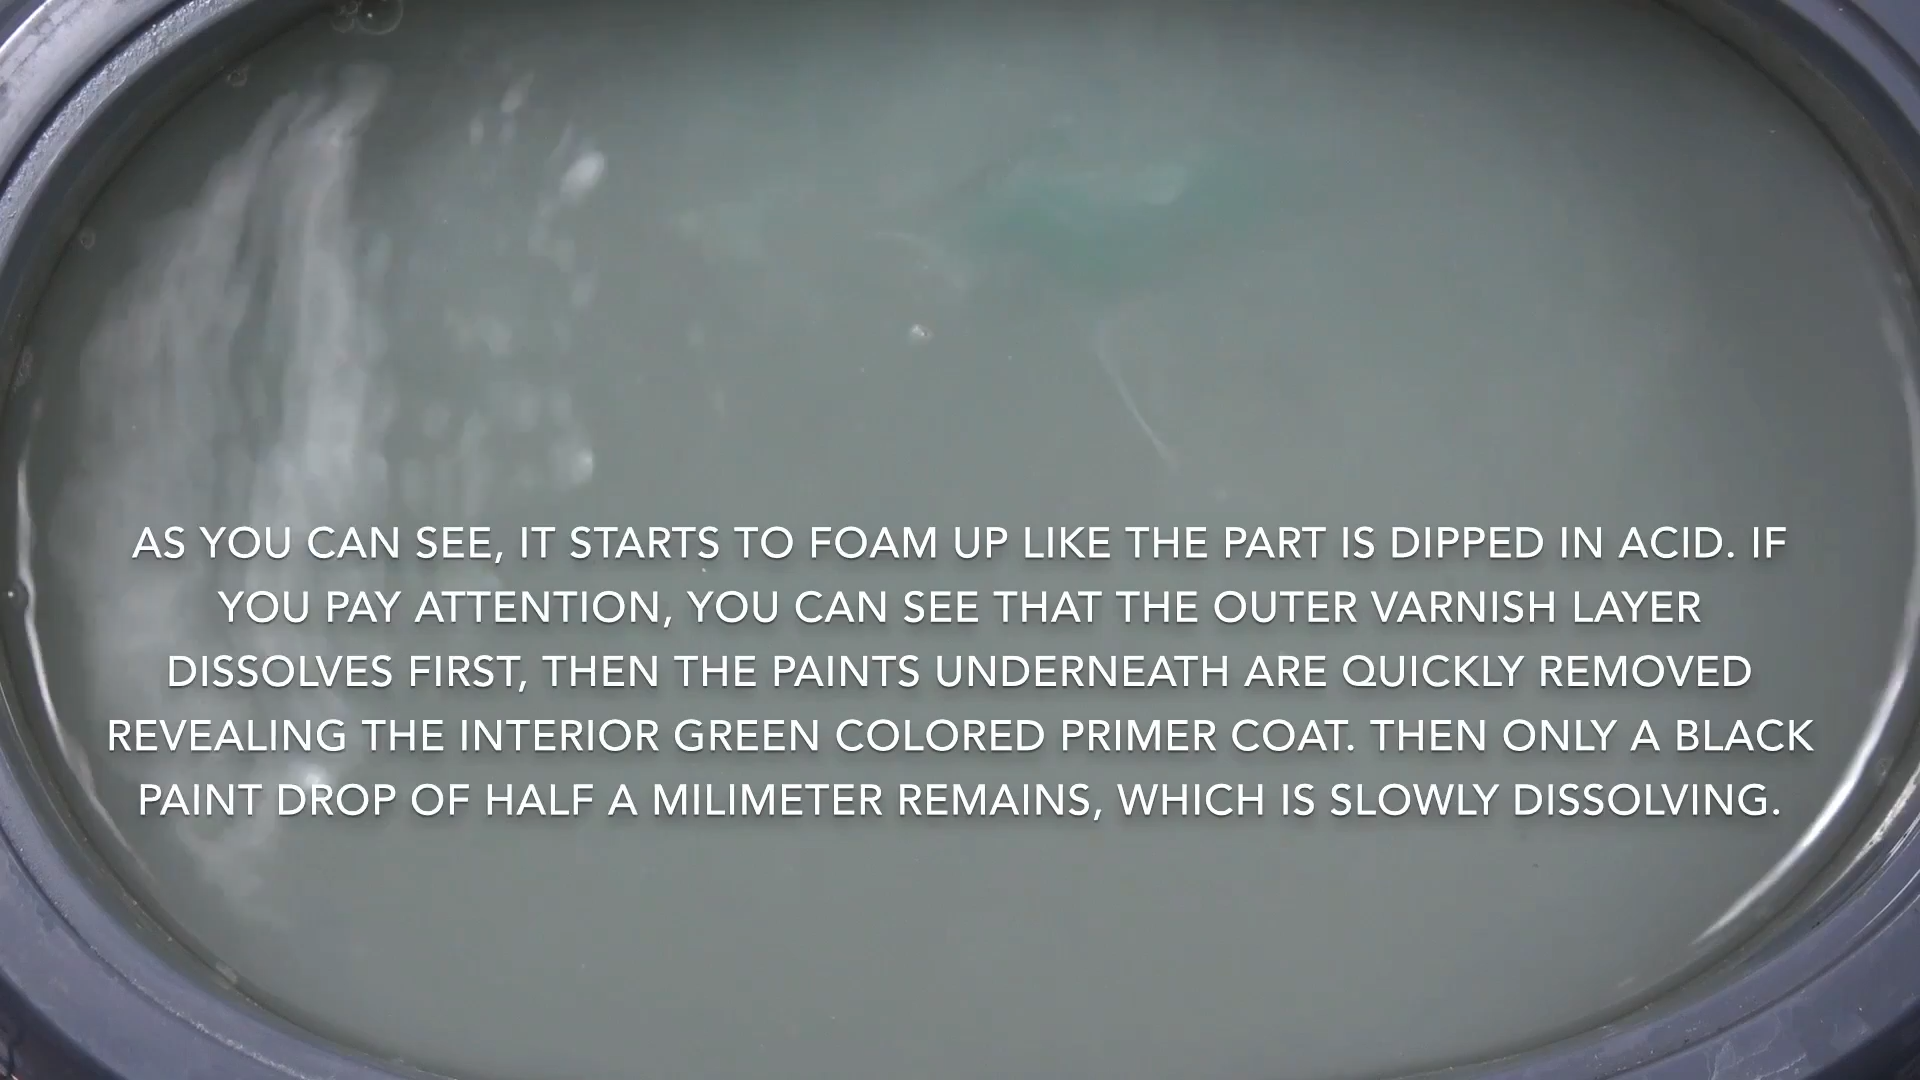 AS YOU CAN SEE, IT STARTS TO FOAM UP LIKE THE PART IS DIPPED IN ACID. IF
YOU PAY ATTENTION, YOU CAN SEE THAT THE OUTER VARNISH LAYER
DISSOLVES FIRST, THEN THE PAINTS UNDERNEATH ARE QUICKLY REMOVED
REVEALING THE INTERIOR GREEN COLORED PRIMER COAT. THEN ONLY A BLACK
PAINT DROP OF HALF A MILIMETER REMAINS, WHICH IS SLOWLY DISSOLVING.